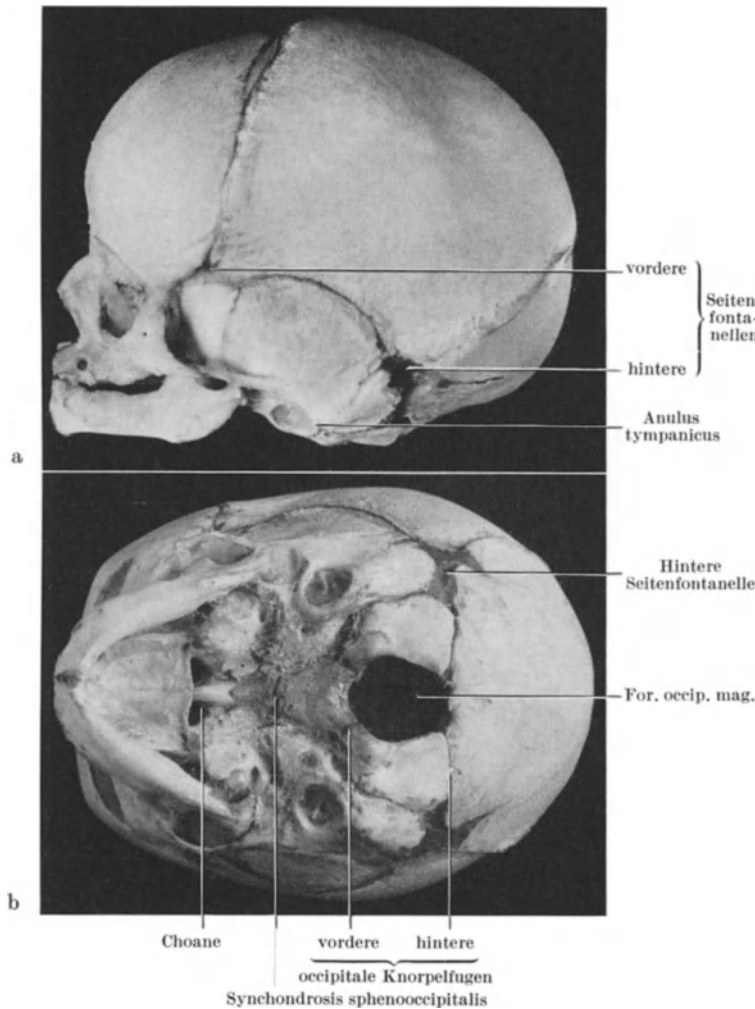 vordere
Seiten
fonta-
nellen
hintere
Anulus
tympanicus
a
Hintere
Seitenfontanelle
For. occip. mag.
b
Choane vordere hintere
occipitale Knorpelfugen
Synchondrosis sphenooccipitalis